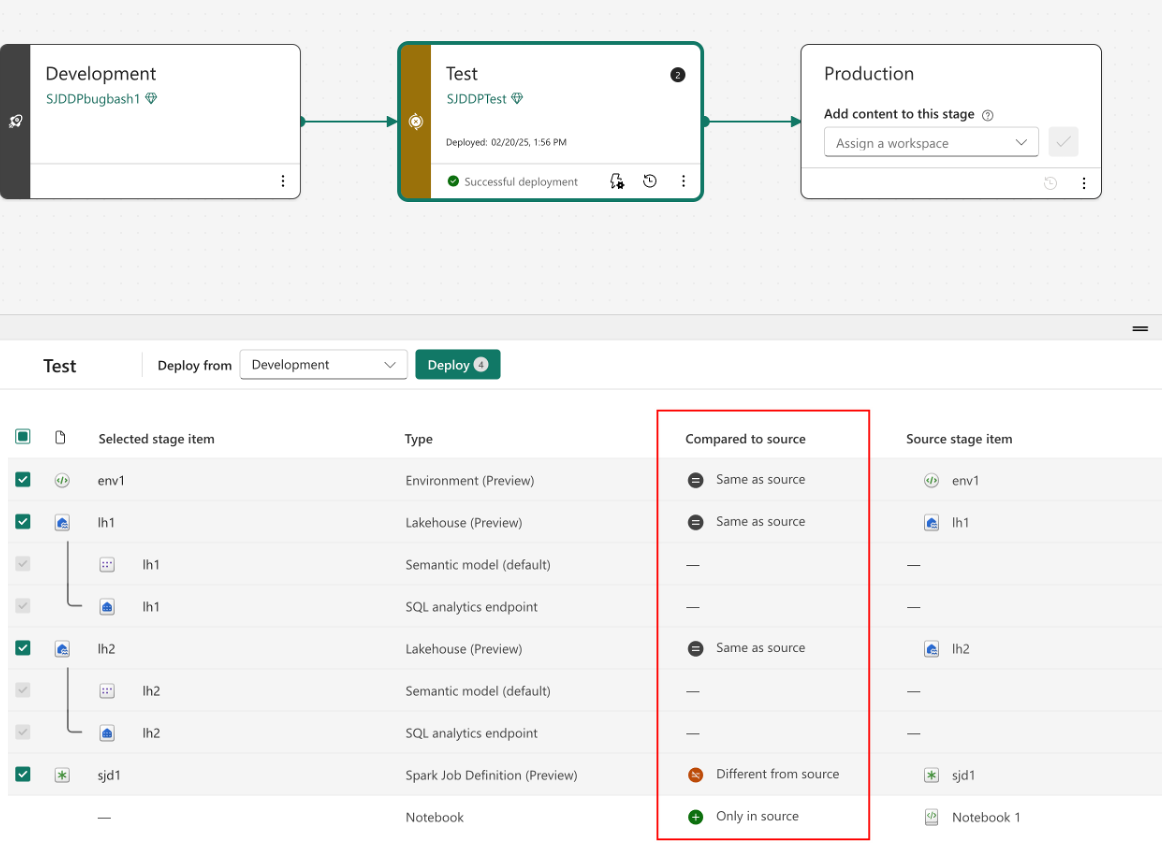 Development
SJDDPbugbash1
Test
2
SJDDPTest
Deployed: 02/20/25, 1:56 PM
Successful deployment
Production
Add content to this stage
Assign a workspace
Test
Deploy from
Development
Deploy 4
Selected stage item Type Compared to source Source stage item
env1 Environment (Preview) Same as source env1
lh1 Lakehouse (Preview) Same as source lh1
lh1 Semantic model (default) — —
lh1 SQL analytics endpoint — —
lh2 Lakehouse (Preview) Same as source lh2
lh2 Semantic model (default) — —
lh2 SQL analytics endpoint — —
sjd1 Spark Job Definition (Preview) Different from source sjd1
— Notebook Only in source Notebook 1